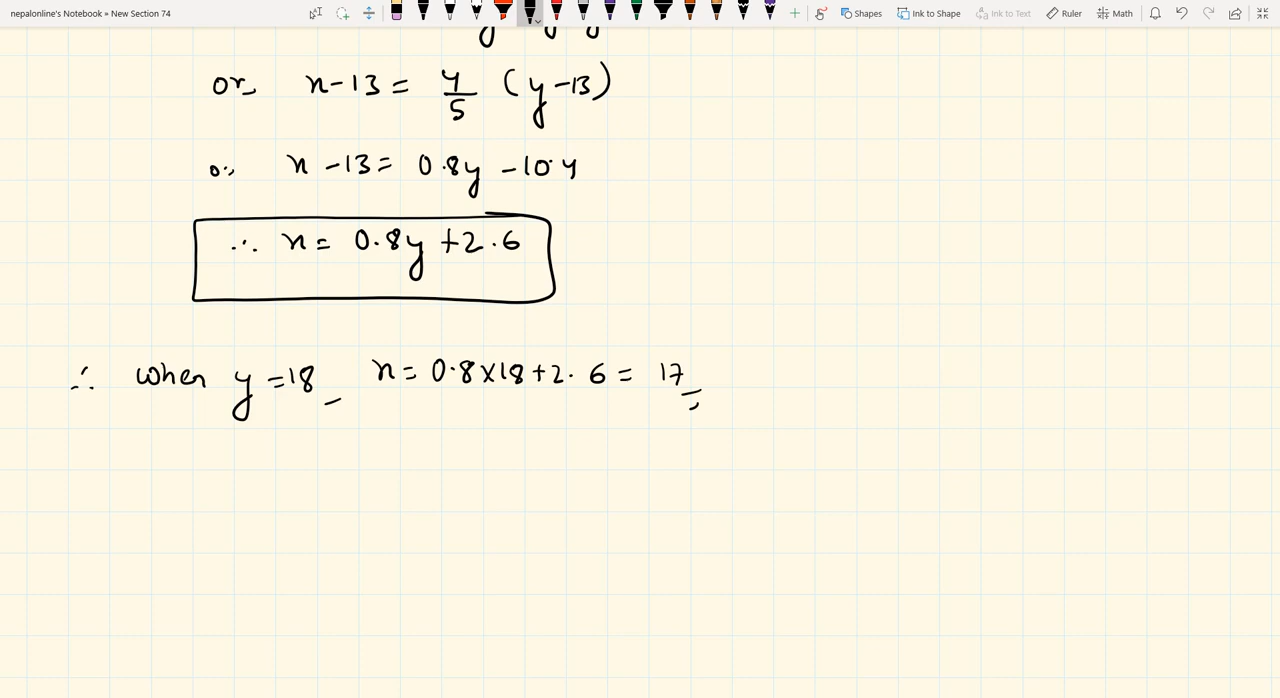 nepalonline's Notebook » New Section 74
Shapes Ink to Shape Ink to Text Ruler Math
or, x-13 = 4/5 (y-13)
or, x-13 = 0.8y -10.4
∴ x = 0.8y +2.6
∴ when y = 18 x = 0.8×18+2.6 = 17